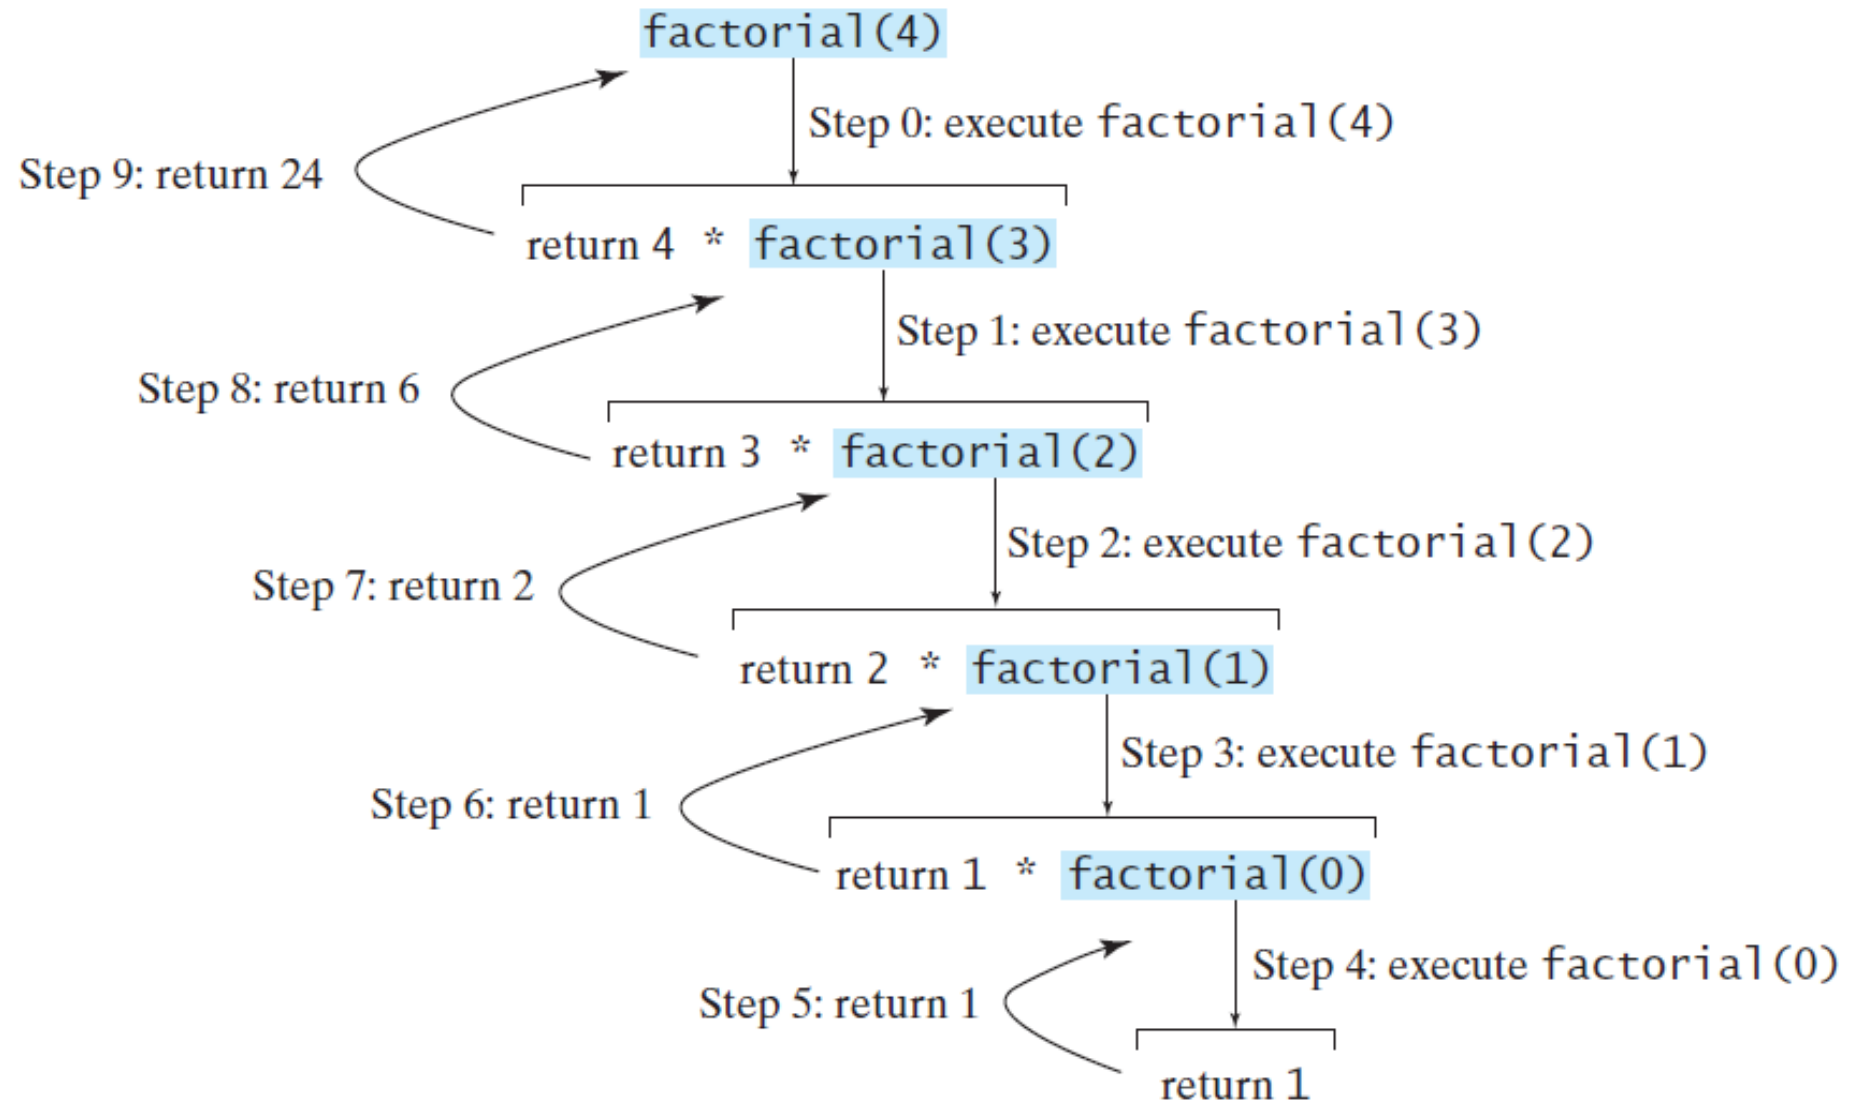 factorial(4)
Step 0: execute factorial(4)
Step 9: return 24
return 4 * factorial(3)
Step 1: execute factorial(3)
Step 8: return 6
return 3 * factorial(2)
Step 2: execute factorial(2)
Step 7: return 2
return 2 * factorial(1)
Step 3: execute factorial(1)
Step 6: return 1
return 1 * factorial(0)
Step 4: execute factorial(0)
Step 5: return 1
return 1